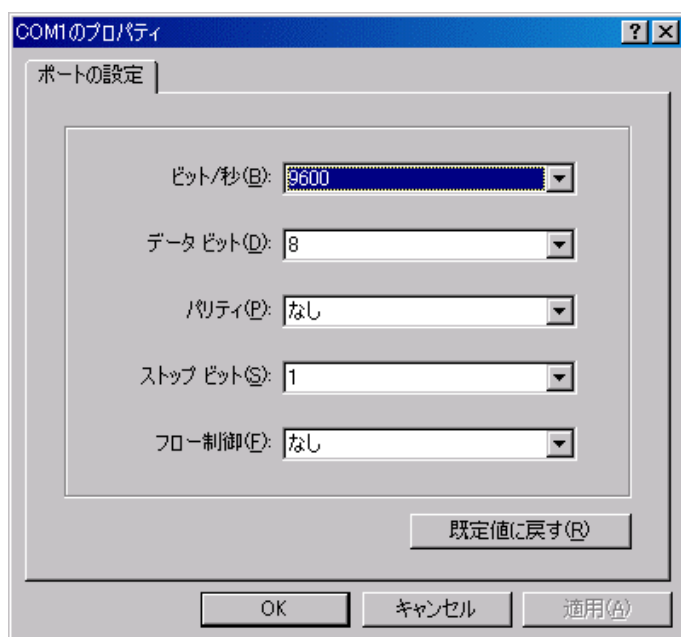 COM1のプロパティ
ポートの設定
ビット/秒(B): 9600
データ ビット(D): 8
パリティ(P): なし
ストップ ビット(S): 1
フロー制御(F): なし
既定値に戻す(R)
OK キャンセル 適用(A)